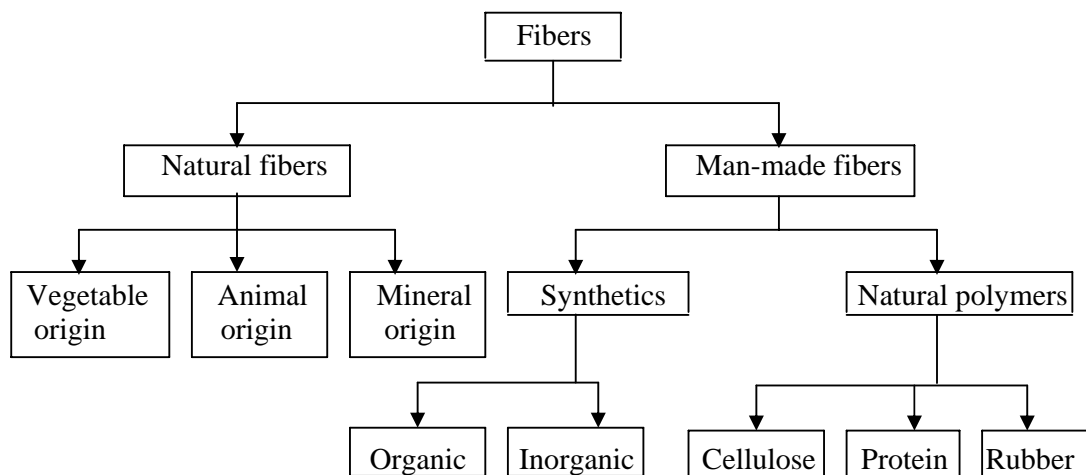 Fibers
Natural fibers
Man-made fibers
Vegetable
origin
Animal
origin
Mineral
origin
Synthetics
Natural polymers
Organic
Inorganic
Cellulose
Protein
Rubber